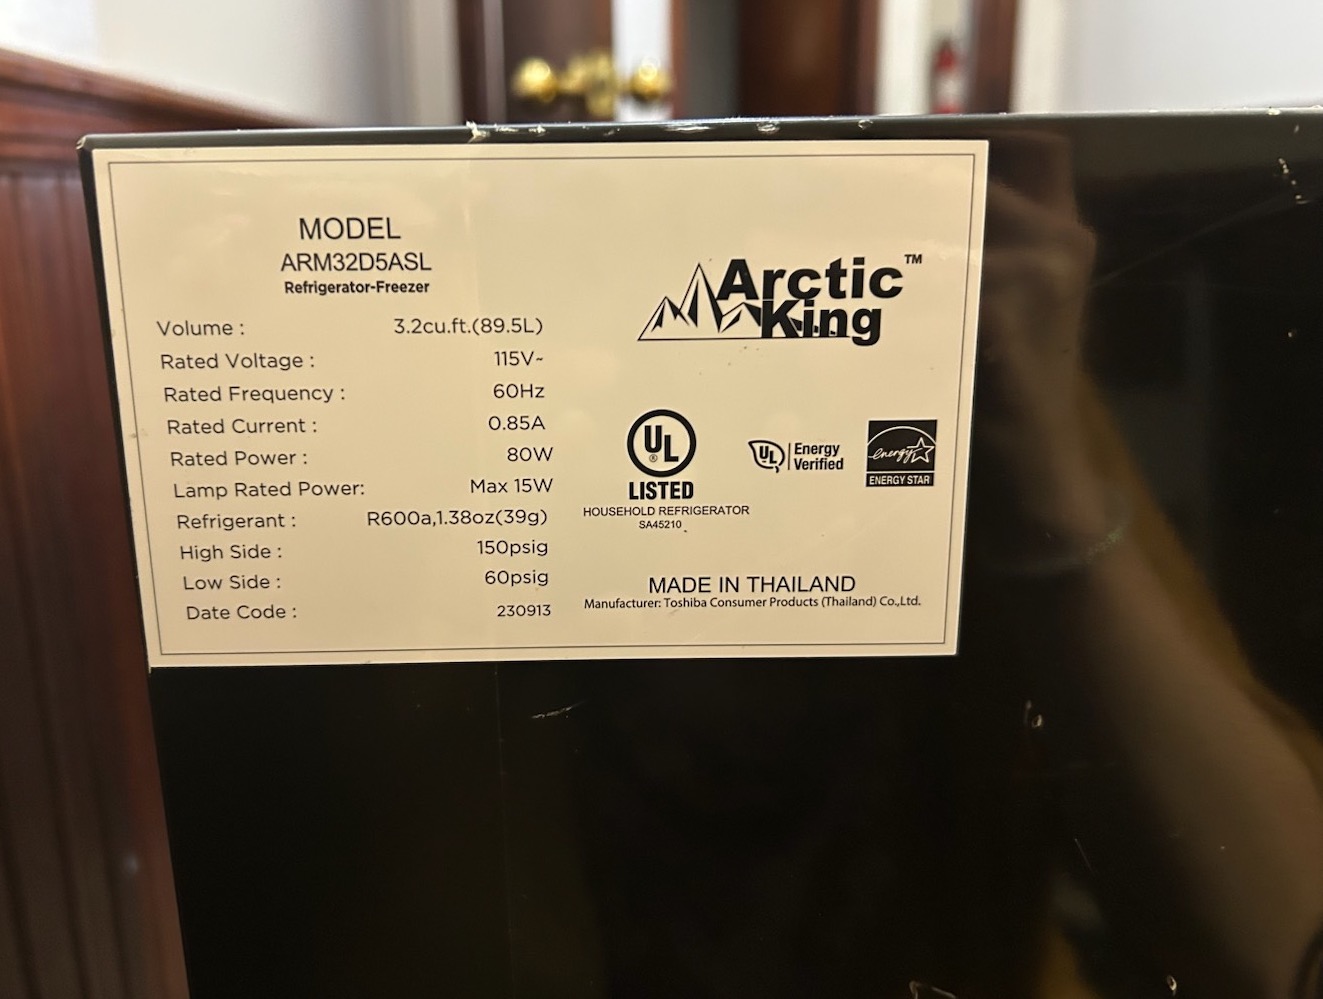 MODEL
ARM32D5ASL
Refrigerator-Freezer
Volume : 3.2cu.ft.(89.5L)
Rated Voltage : 115V~
Rated Frequency : 60Hz
Rated Current : 0.85A
Rated Power : 80W
Lamp Rated Power: Max 15W
Refrigerant : R600a,1.38oz(39g)
High Side : 150psig
Low Side : 60psig
Date Code : 230913
Arctic™
King
UL
®
LISTED
HOUSEHOLD REFRIGERATOR
SA45210
UL Energy
Verified
energy
ENERGY STAR
MADE IN THAILAND
Manufacturer: Toshiba Consumer Products (Thailand) Co.,Ltd.